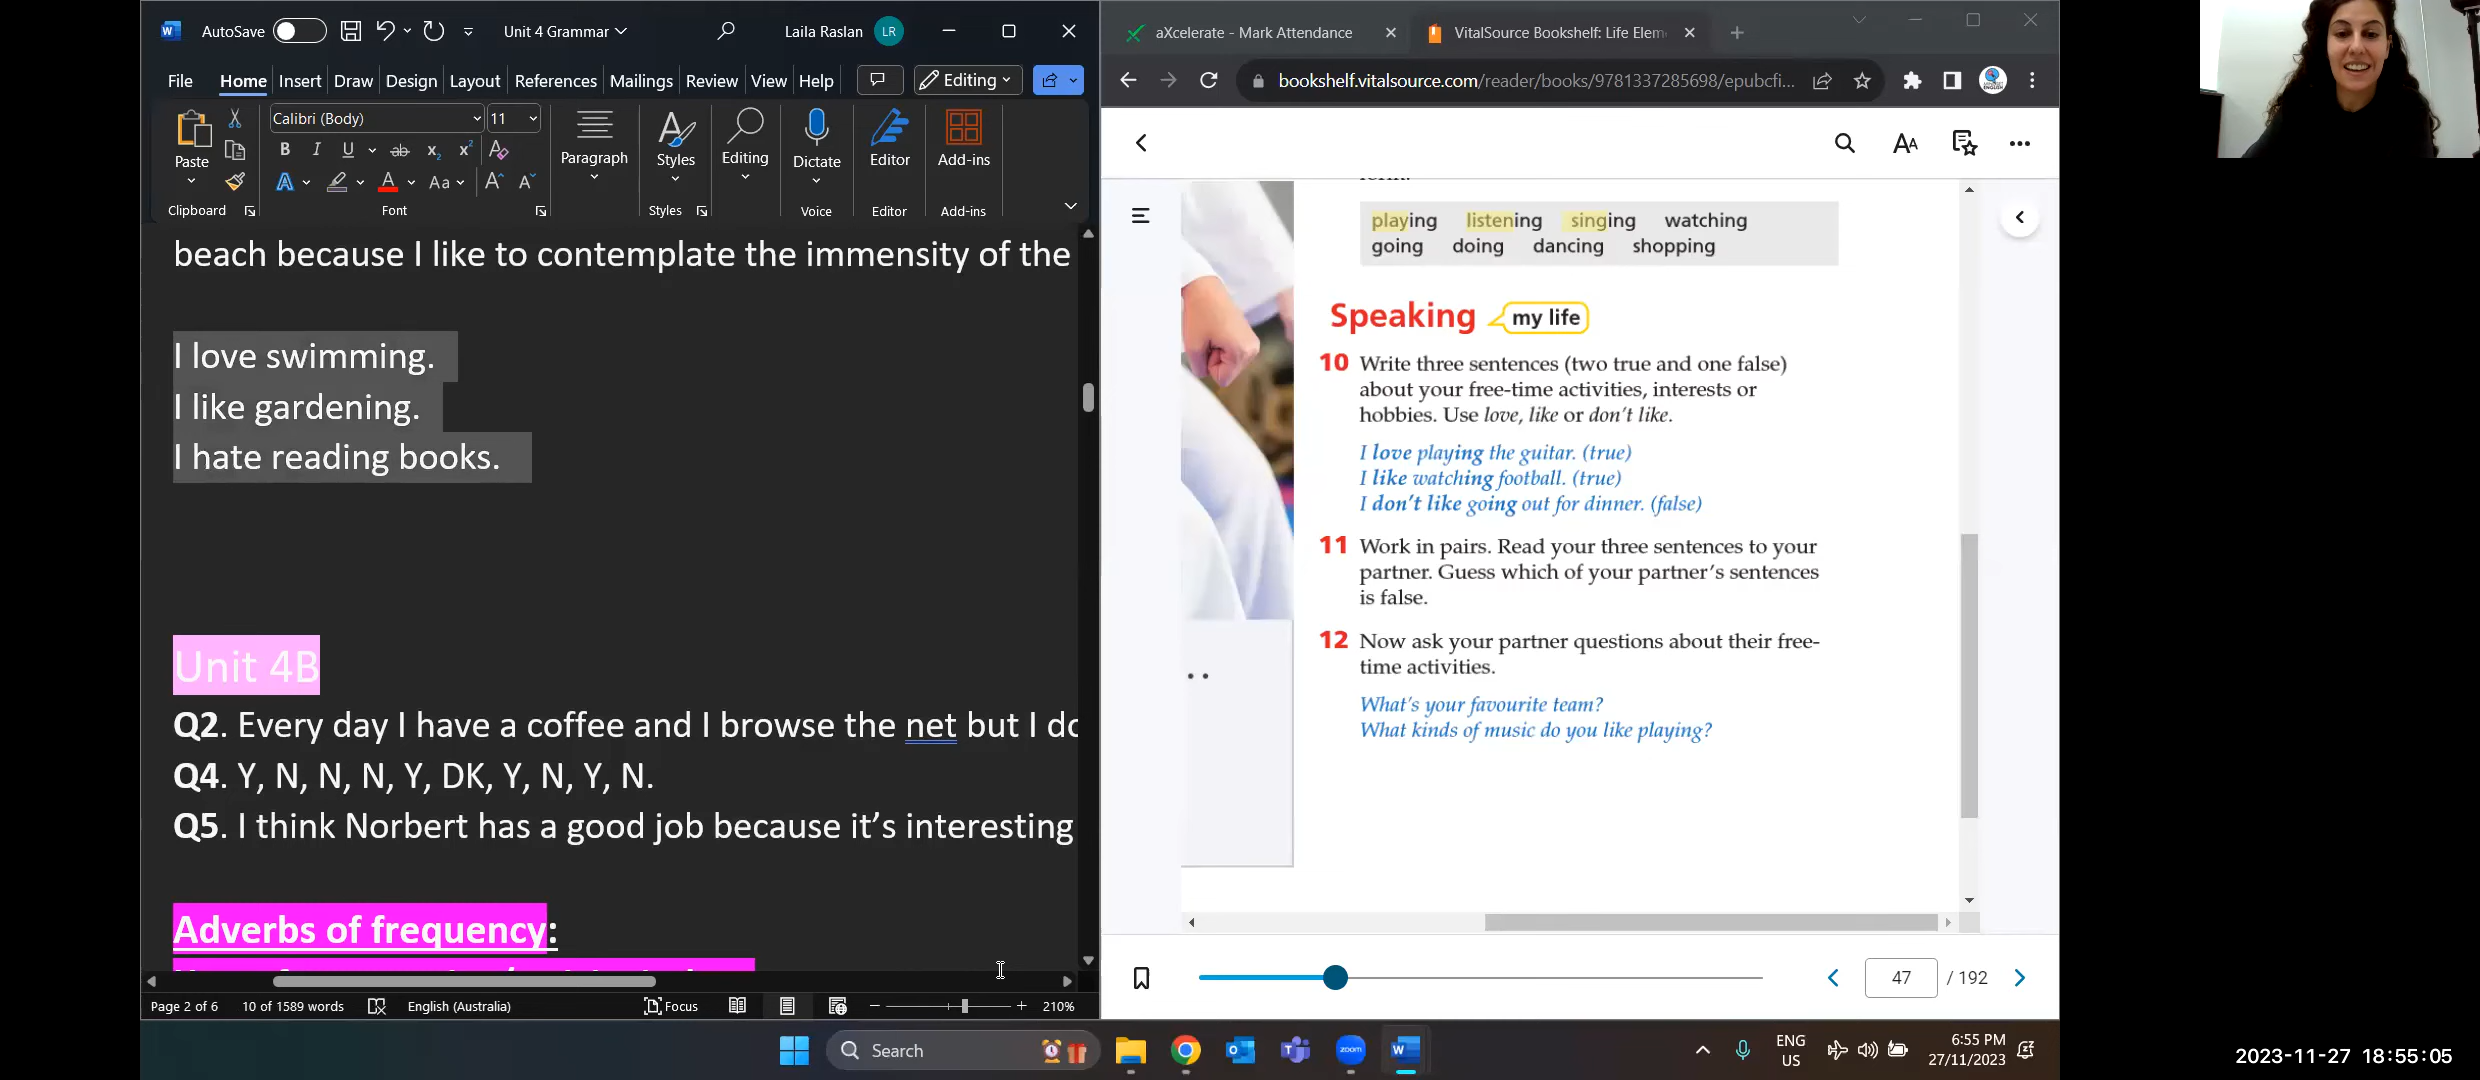 AutoSave
Unit 4 Grammar
Laila Raslan
LR
File Home Insert Draw Design Layout References Mailings Review View Help
Editing
Calibri (Body) 11
Paste
Paragraph
Styles
Editing
Dictate
Editor
Add-ins
Clipboard
Font
Styles
Voice
Editor
Add-ins
beach because I like to contemplate the immensity of the
I love swimming.
I like gardening.
I hate reading books.
Unit 4B
Q2. Every day I have a coffee and I browse the net but I do
Q4. Y, N, N, N, Y, DK, Y, N, Y, N.
Q5. I think Norbert has a good job because it’s interesting
Adverbs of frequency:
Page 2 of 6
10 of 1589 words
English (Australia)
Focus
210%
aXcelerate - Mark Attendance
VitalSource Bookshelf: Life Elem
bookshelf.vitalsource.com/reader/books/9781337285698/epubcfi...
playing listening singing watching
going doing dancing shopping
Speaking my life
10 Write three sentences (two true and one false)
about your free-time activities, interests or
hobbies. Use love, like or don’t like.
I love playing the guitar. (true)
I like watching football. (true)
I don’t like going out for dinner. (false)
11 Work in pairs. Read your three sentences to your
partner. Guess which of your partner’s sentences
is false.
12 Now ask your partner questions about their free-
time activities.
What’s your favourite team?
What kinds of music do you like playing?
47 / 192
Search
zoom
ENG
US
6:55 PM
27/11/2023
2023-11-27 18:55:05